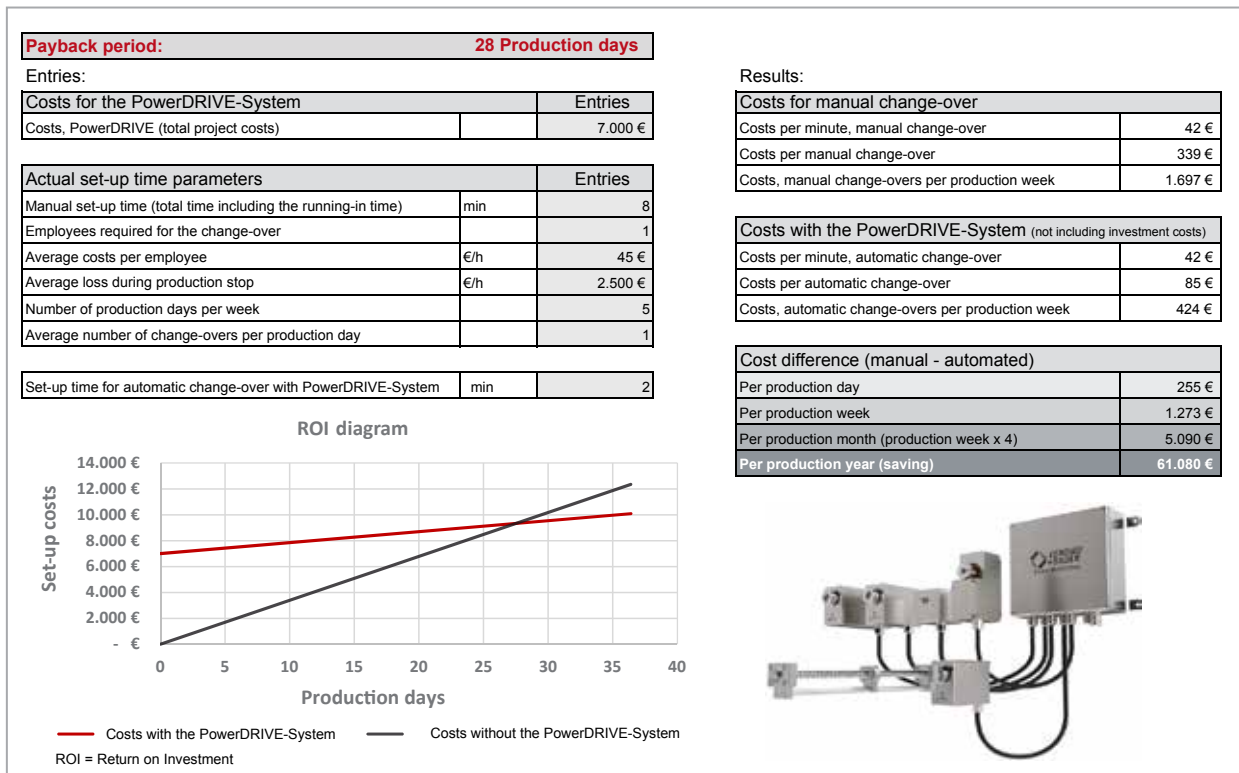 Payback period: 28 Production days
Entries:
Costs for the PowerDRIVE-System Entries
Costs, PowerDRIVE (total project costs) 7.000 €
Actual set-up time parameters Entries
Manual set-up time (total time including the running-in time) min 8
Employees required for the change-over 1
Average costs per employee €/h 45 €
Average loss during production stop €/h 2.500 €
Number of production days per week 5
Average number of change-overs per production day 1
Set-up time for automatic change-over with PowerDRIVE-System min 2
Results:
Costs for manual change-over
Costs per minute, manual change-over 42 €
Costs per manual change-over 339 €
Costs, manual change-overs per production week 1.697 €
Costs with the PowerDRIVE-System (not including investment costs)
Costs per minute, automatic change-over 42 €
Costs per automatic change-over 85 €
Costs, automatic change-overs per production week 424 €
Cost difference (manual - automated)
Per production day 255 €
Per production week 1.273 €
Per production month (production week x 4) 5.090 €
Per production year (saving) 61.080 €
ROI diagram
Set-up costs
14.000 €
12.000 €
10.000 €
8.000 €
6.000 €
4.000 €
2.000 €
- €
0 5 10 15 20 25 30 35 40
Production days
Costs with the PowerDRIVE-System Costs without the PowerDRIVE-System
ROI = Return on Investment